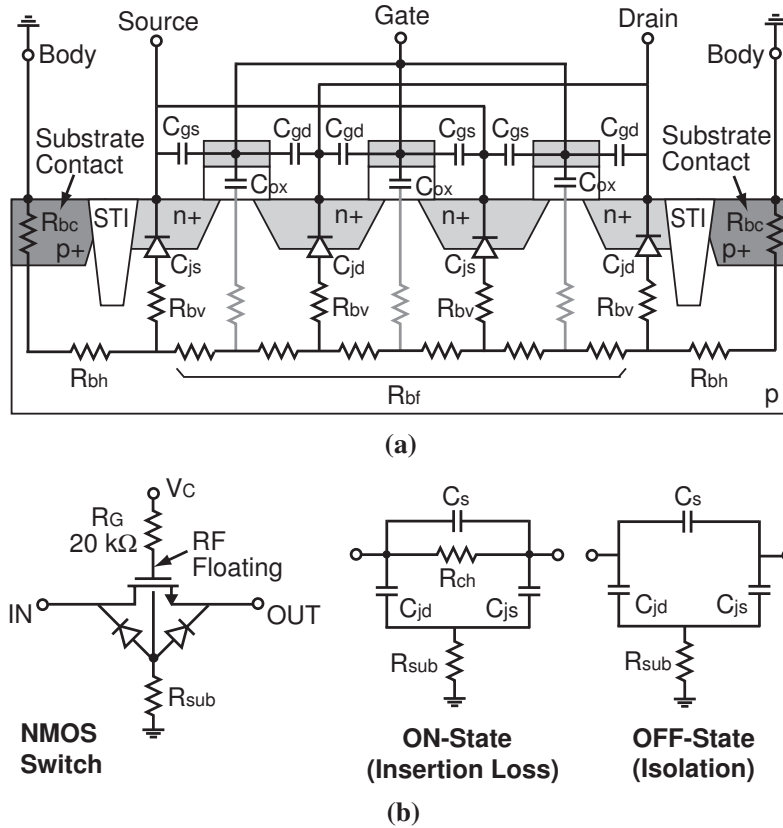 Source
Gate
Drain
Body
Body
Cgs
Cgd
Cgd
Cgs
Cgs
Cgd
Substrate
Contact
Substrate
Contact
Cox
Cox
Rbc
p+
STI
n+
n+
n+
STI
Rbc
p+
Cjs
Cjd
Cjs
Cjd
Rbv
Rbv
Rbv
Rbv
Rbh
Rbf
Rbh
p
(a)
VC
RG
20 kΩ
RF
Floating
IN
OUT
Rsub
NMOS
Switch
Cs
Rch
Cjd
Cjs
Rsub
ON-State
(Insertion Loss)
Cs
Cjd
Cjs
Rsub
OFF-State
(Isolation)
(b)